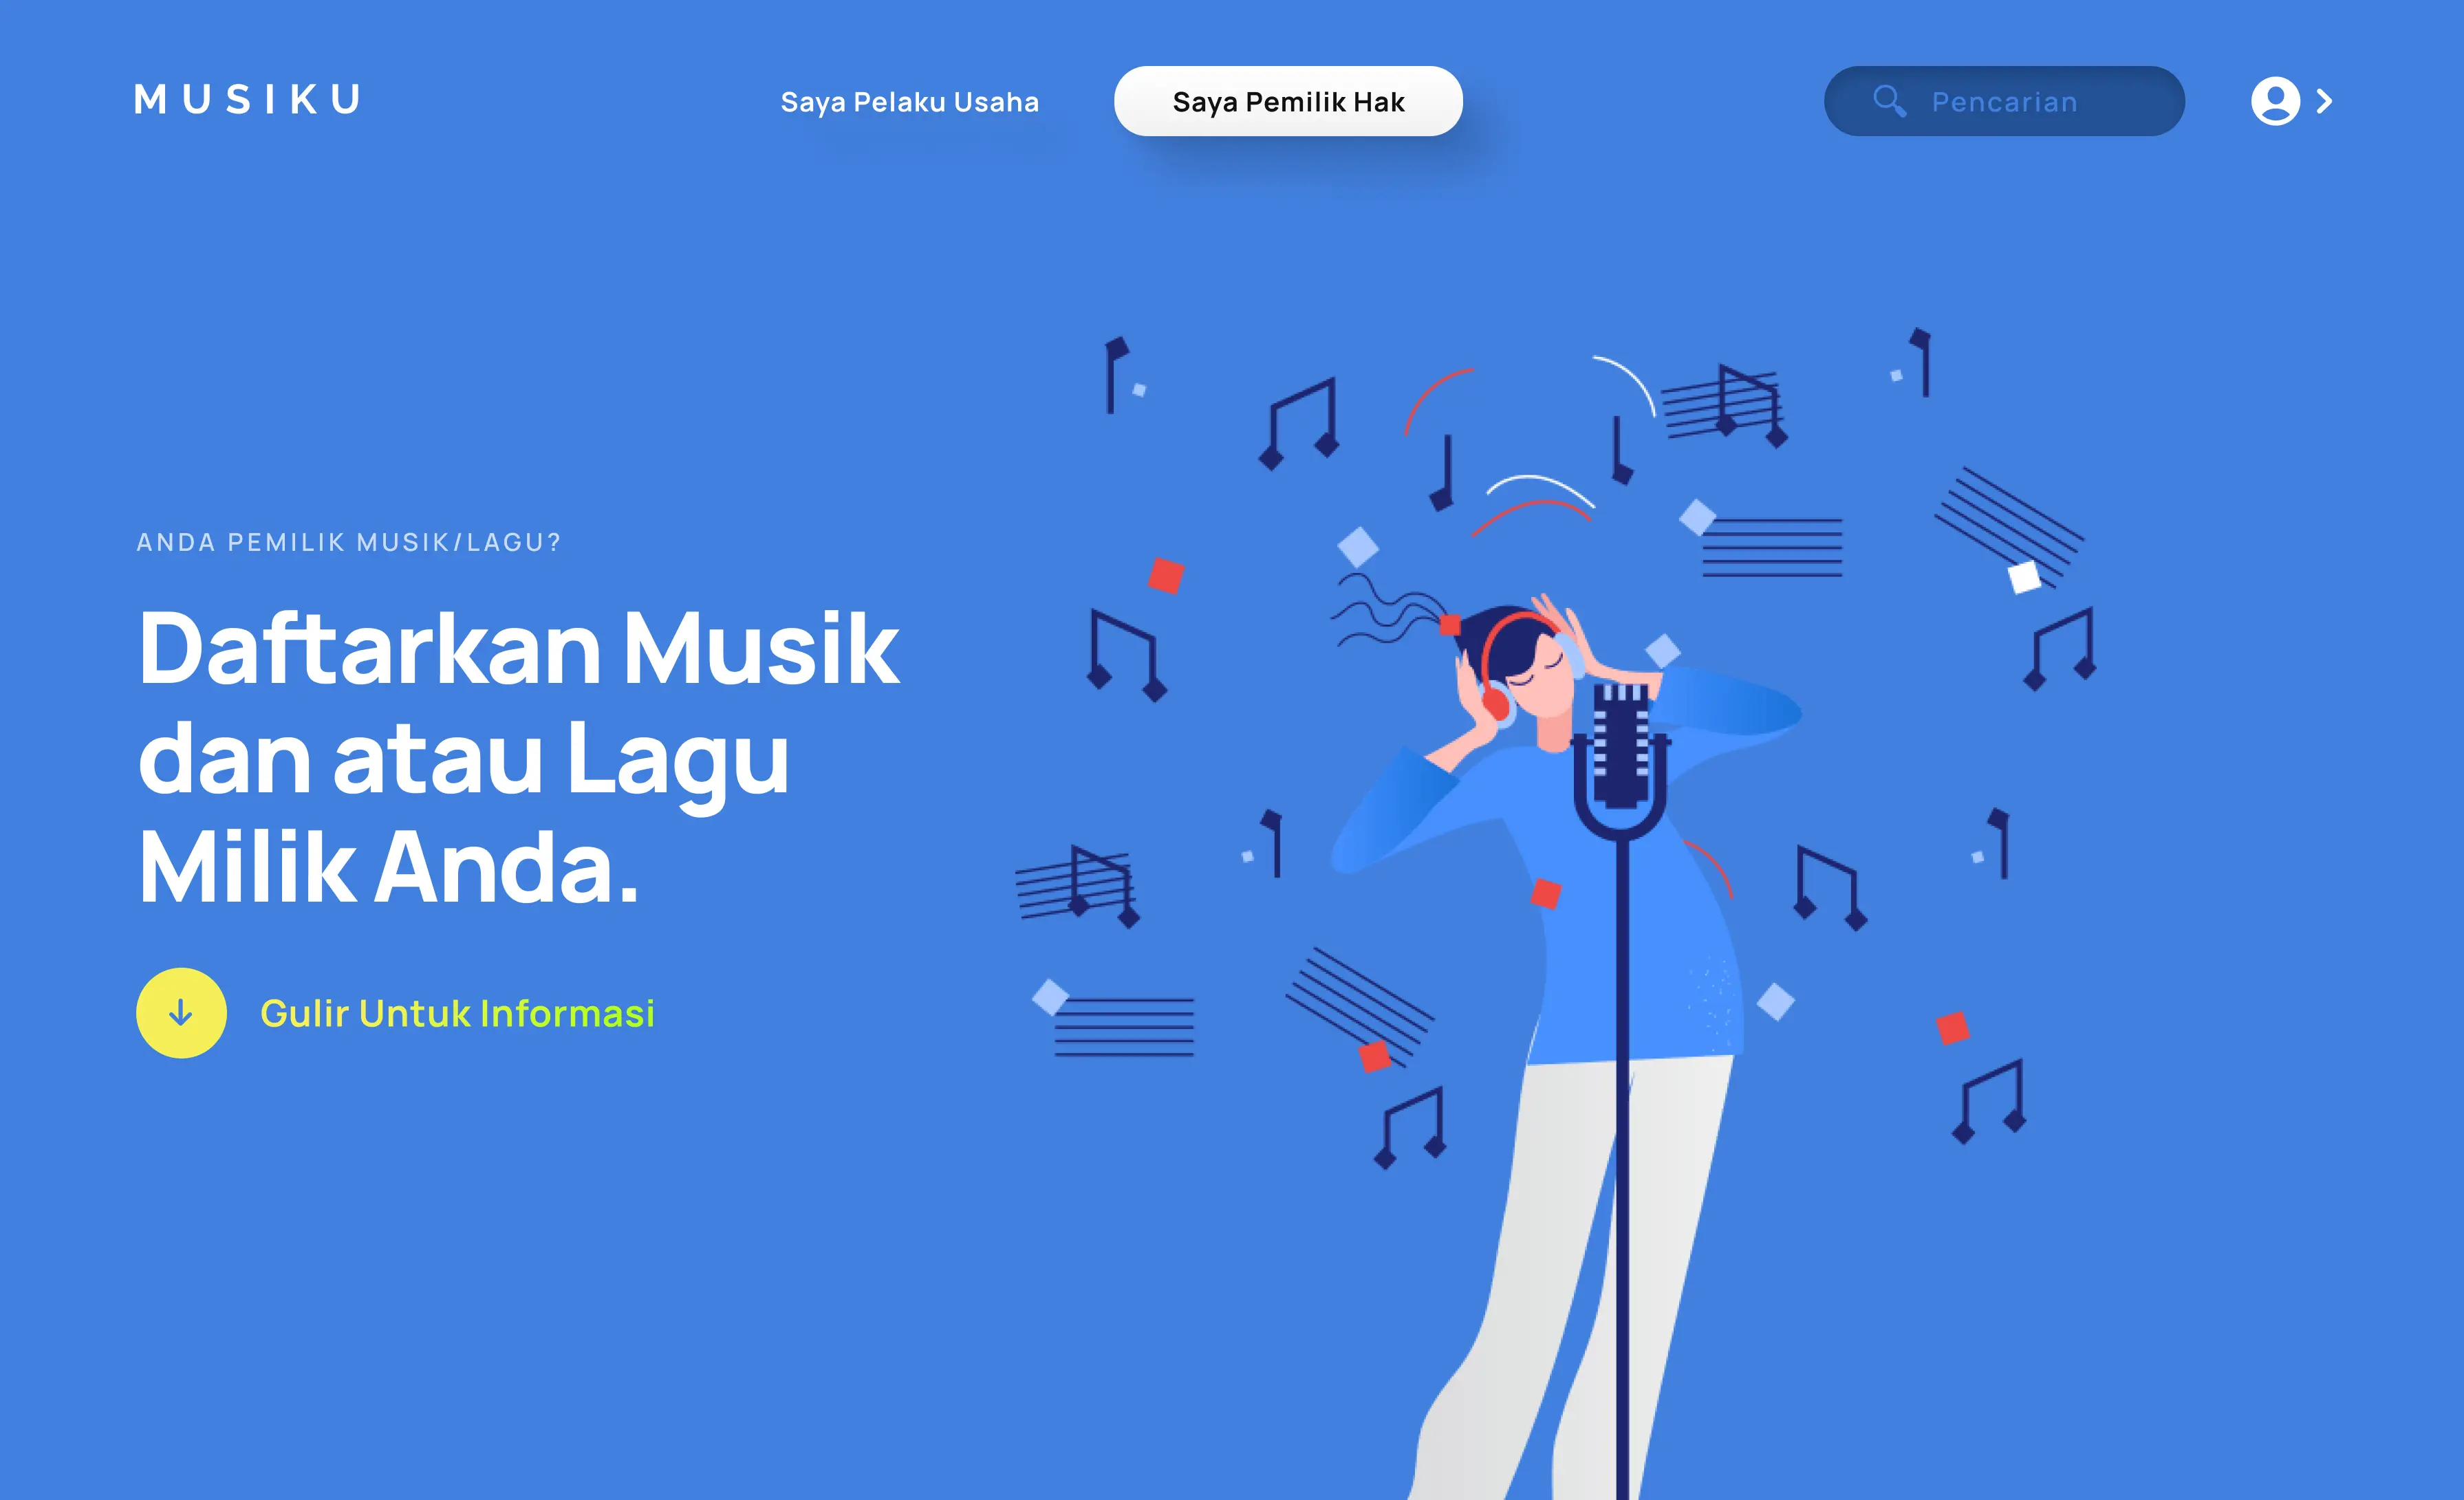 MUSIKU
Saya Pelaku Usaha
Saya Pemilik Hak
Pencarian
ANDA PEMILIK MUSIK/LAGU?
Daftarkan Musik
dan atau Lagu
Milik Anda.
Gulir Untuk Informasi